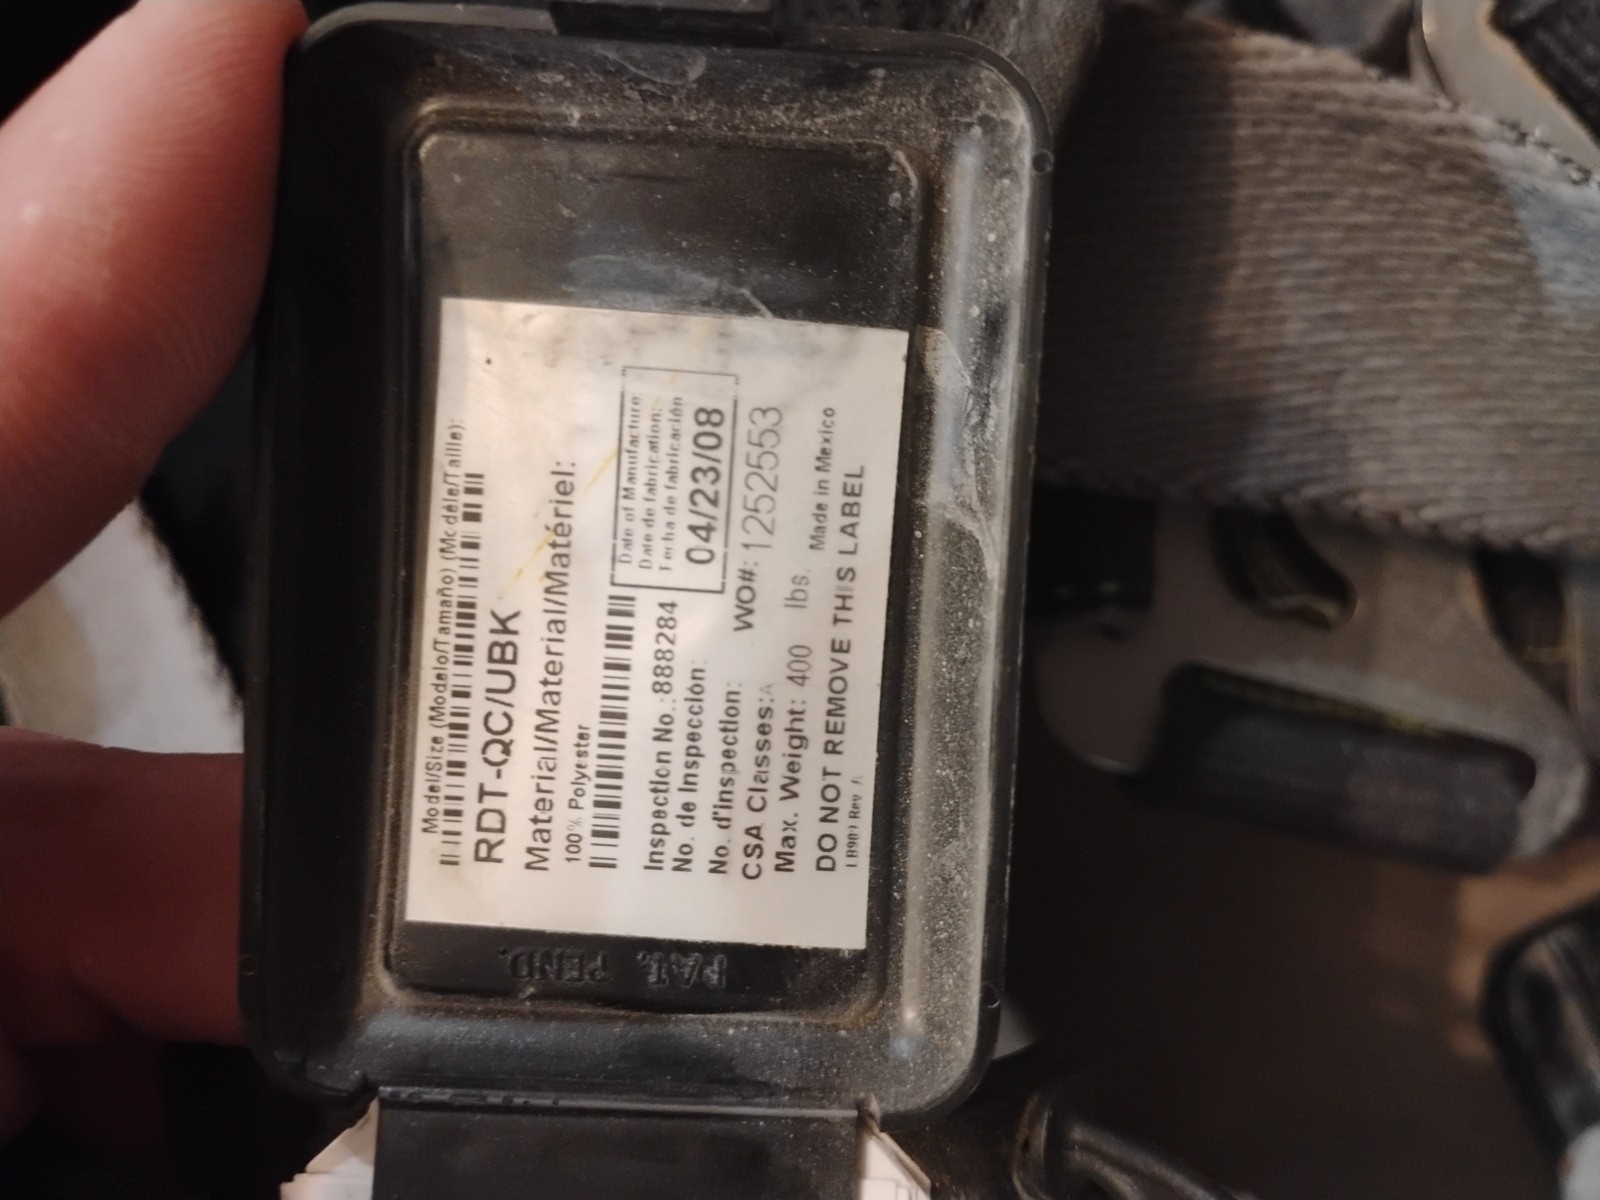 Model/Size (Modelo/Tamaño) (Modèle/Taille):
RDT-QC/UBK
Material/Material/Matériel:
100% Polyester
Date of Manufacture
Date de fabrication:
Fecha de fabricación
04/23/08
Inspection No.:888284
No. de Inspección:
No. d'inspection:
WO#:1252553
CSA Classes:A
Max. Weight: 400 lbs.
Made in Mexico
DO NOT REMOVE THIS LABEL
PAT. PEND.